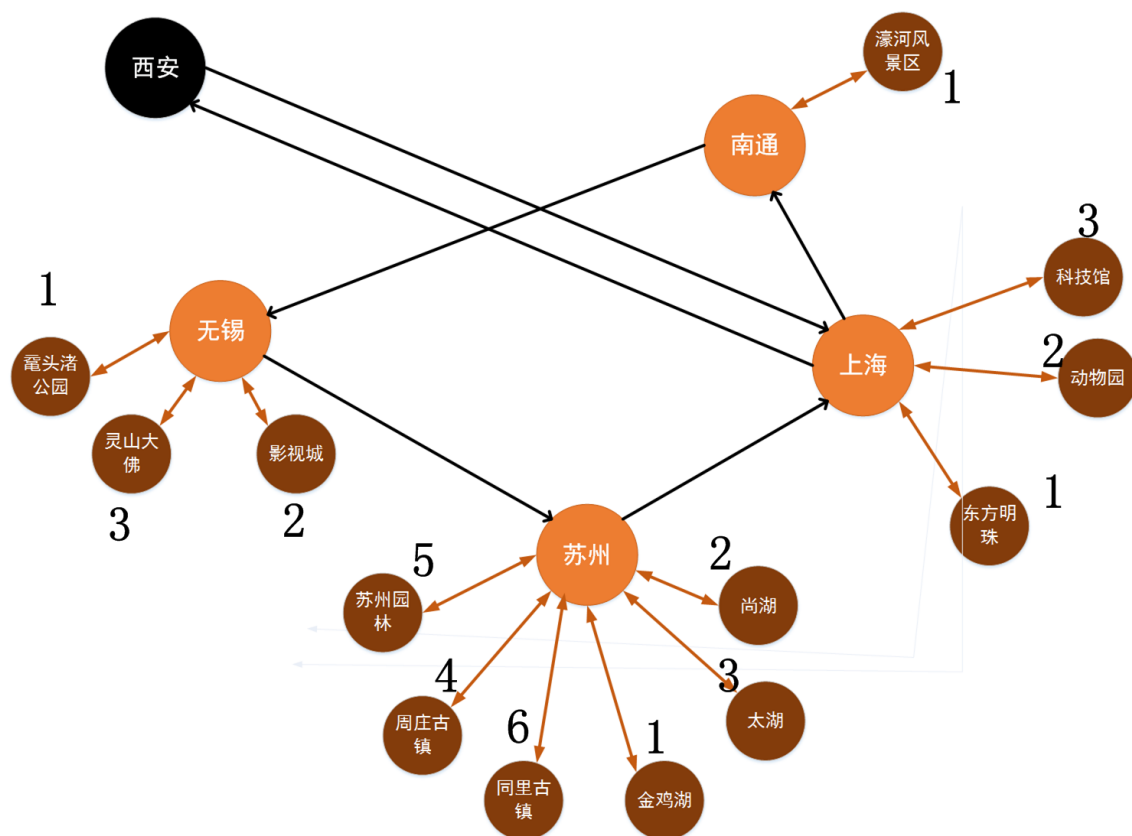 西安
濠河风
景区
1
南通
3
科技馆
1
无锡
上海
2
动物园
鼋头渚
公园
灵山大
佛
影视城
3
2
1
东方明
珠
苏州
5
2
苏州园
林
尚湖
4
3
周庄古
镇
太湖
6
1
同里古
镇
金鸡湖